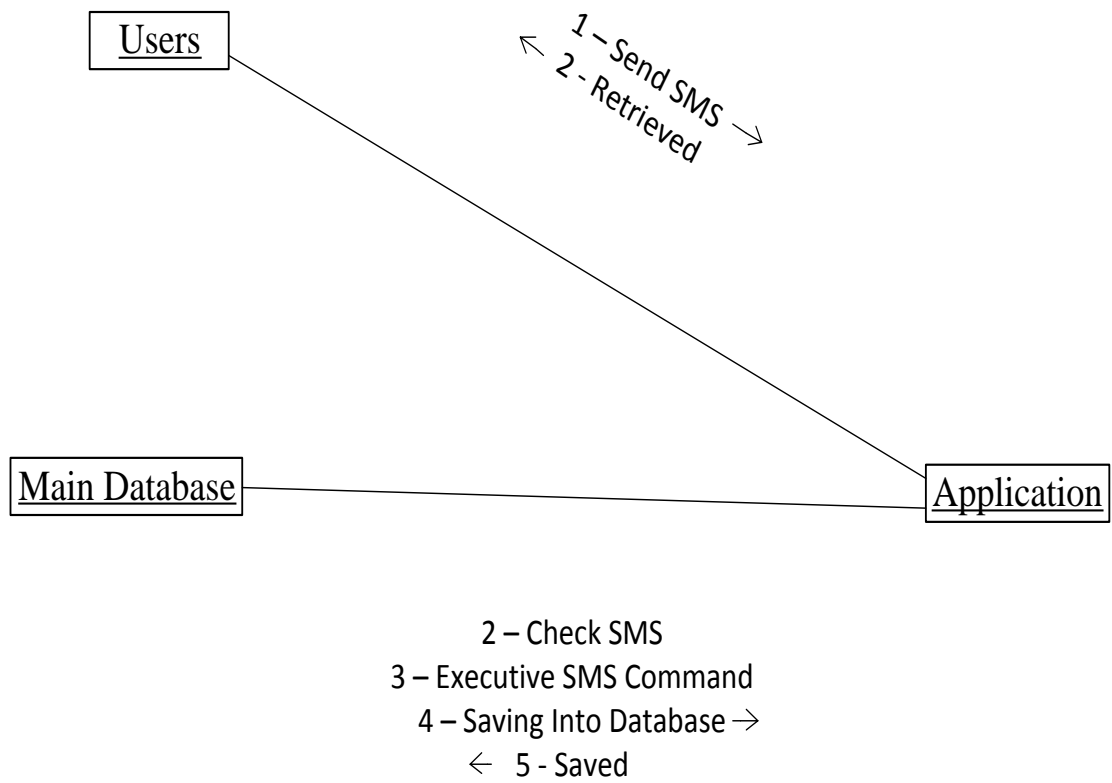 Users
1 – Send SMS →
← 2 - Retrieved
Main Database
Application
2 – Check SMS
3 – Executive SMS Command
4 – Saving Into Database →
← 5 - Saved